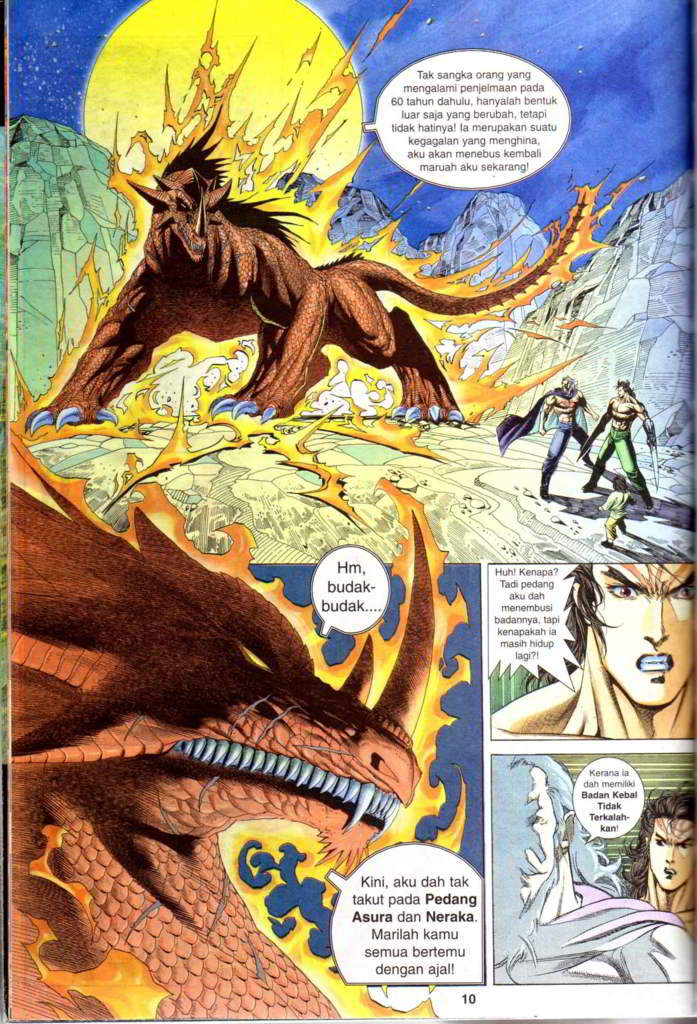 Tak sangka orang yang
mengalami penjelmaan pada
60 tahun dahulu, hanyalah bentuk
luar saja yang berubah, tetapi
tidak hatinya! Ia merupakan suatu
kegagalan yang menghina,
aku akan menebus kembali
maruah aku sekarang!
Hm,
budak-
budak....
Huh! Kenapa?
Tadi pedang
aku dah
menembusi
badannya, tapi
kenapakah ia
masih hidup
lagi?!
Kerana ia
dah memiliki
Badan Kebal
Tidak
Terkalah-
kan!
Kini, aku dah tak
takut pada Pedang
Asura dan Neraka.
Marilah kamu
semua bertemu
dengan ajal!
10